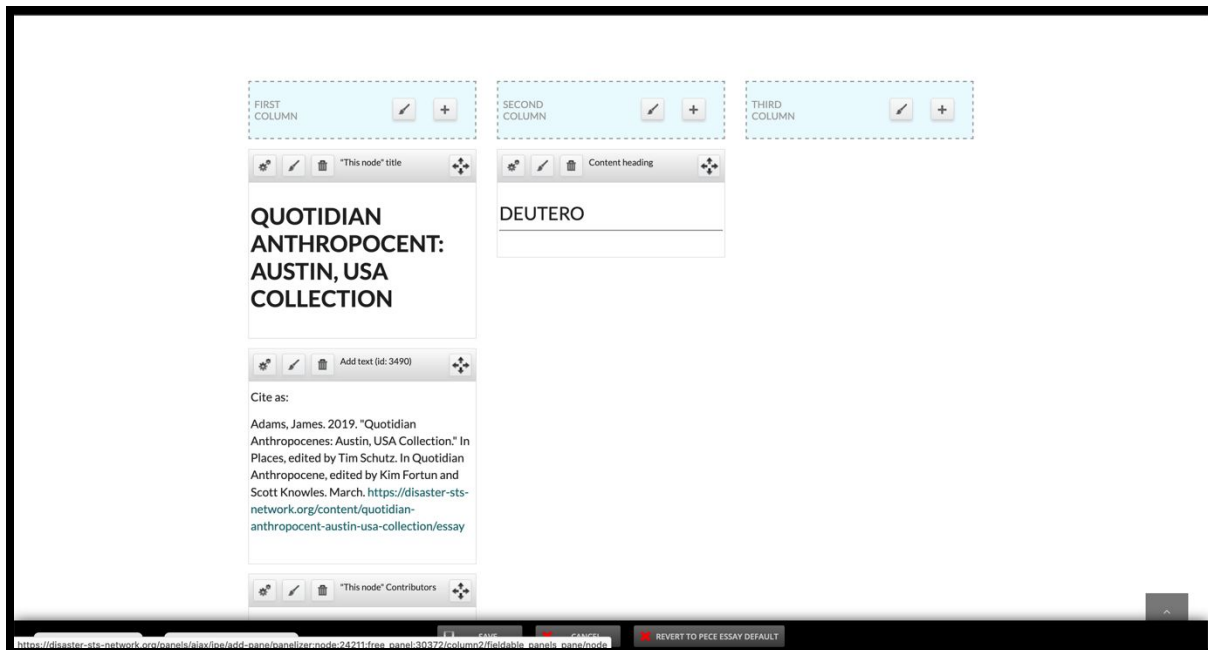 FIRST
COLUMN
SECOND
COLUMN
THIRD
COLUMN
"This node" title
Content heading
QUOTIDIAN
ANTHROPOCENT:
AUSTIN, USA
COLLECTION
DEUTERO
Add text (id: 3490)
Cite as:
Adams, James. 2019. "Quotidian
Anthropocenes: Austin, USA Collection." In
Places, edited by Tim Schutz. In Quotidian
Anthropocene, edited by Kim Fortun and
Scott Knowles. March. https://disaster-sts-
network.org/content/quotidian-
anthropocent-austin-usa-collection/essay
"This node" Contributors
SAVE
CANCEL
REVERT TO PECE ESSAY DEFAULT
https://disaster-sts-network.org/panels/ajax/ipe/add-pane/panelizer:node:24211:free_panel:30372/column2/fieldable_panels_pane/node